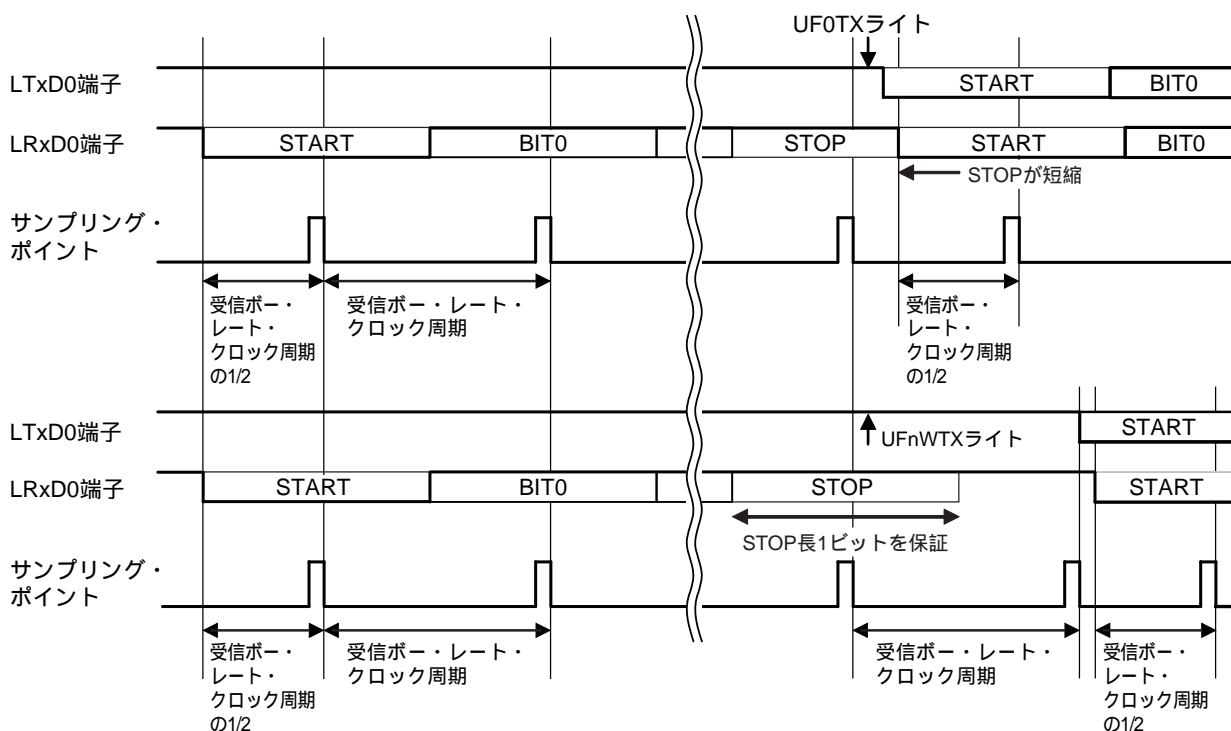 UF0TXライト
LTxD0端子
START
BIT0
LRxD0端子
START
BIT0
STOP
START
BIT0
STOPが短縮
サンプリング・
ポイント
受信ボー・
レート・
クロック周期
の1/2
受信ボー・レート・
クロック周期
受信ボー・
レート・
クロック周期
の1/2
LTxD0端子
UFnWTXライト
START
LRxD0端子
START
BIT0
STOP
START
STOP長1ビットを保証
サンプリング・
ポイント
受信ボー・
レート・
クロック周期
の1/2
受信ボー・レート・
クロック周期
受信ボー・レート・
クロック周期
受信ボー・
レート・
クロック周期
の1/2